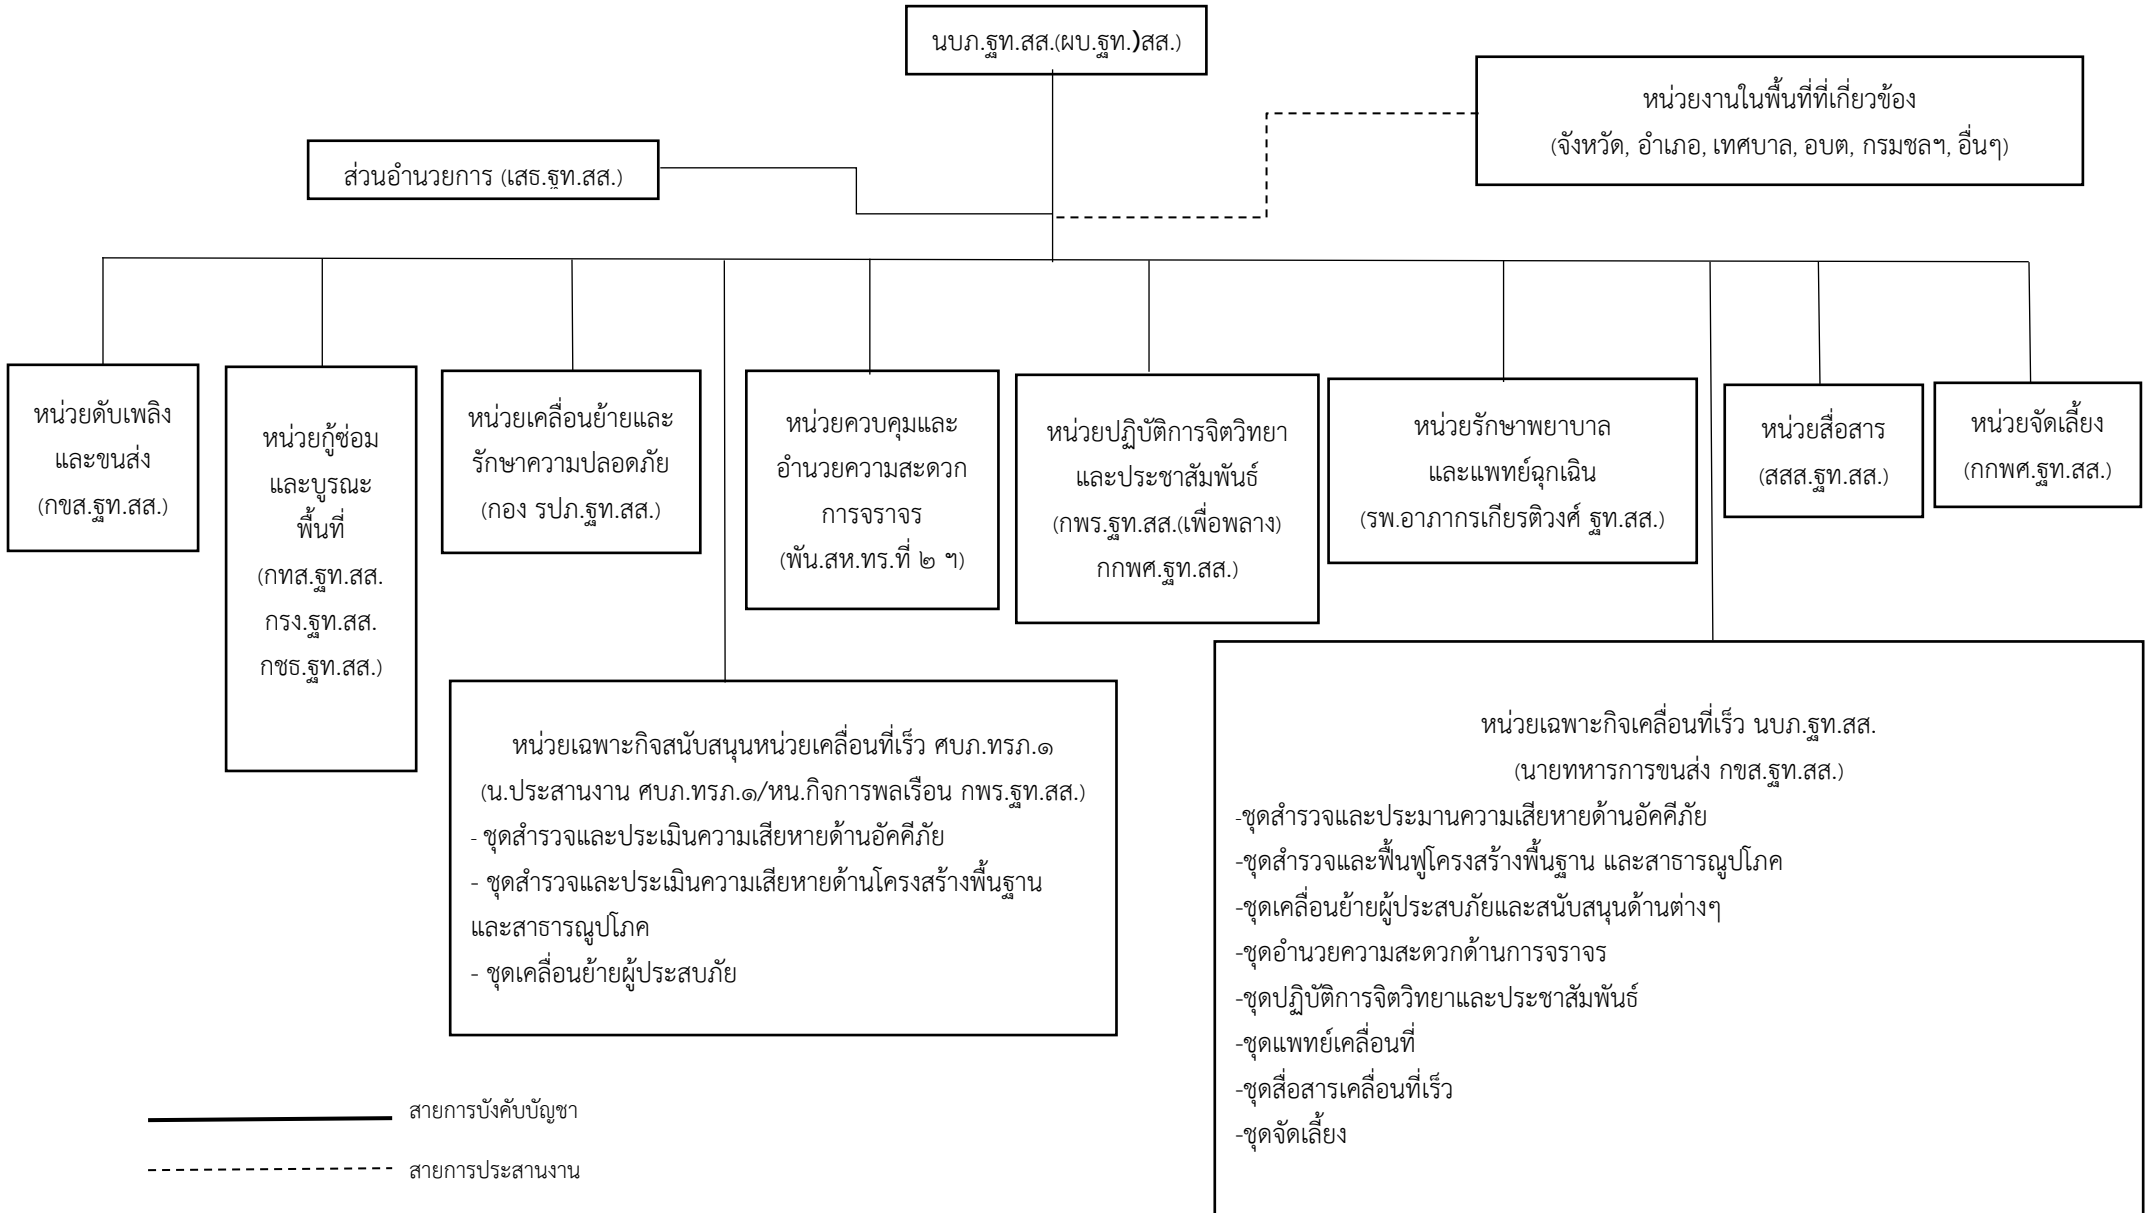 นบภ.ฐท.สส.(ผบ.ฐท.)สส.)
หน่วยงานในพื้นที่ที่เกี่ยวข้อง
(จังหวัด, อำเภอ, เทศบาล, อบต, กรมชลฯ, อื่นๆ)
ส่วนอำนวยการ (เสธ.ฐท.สส.)
หน่วยดับเพลิง
และขนส่ง
(กขส.ฐท.สส.)
หน่วยกู้ซ่อม
และบูรณะ
พื้นที่
(กทส.ฐท.สส.
กรง.ฐท.สส.
กชธ.ฐท.สส.)
หน่วยเคลื่อนย้ายและ
รักษาความปลอดภัย
(กอง รปภ.ฐท.สส.)
หน่วยควบคุมและ
อำนวยความสะดวก
การจราจร
(พัน.สห.ทร.ที่ ๒ ฯ)
หน่วยปฏิบัติการจิตวิทยา
และประชาสัมพันธ์
(กพร.ฐท.สส.(เพื่อพลาง)
กกพศ.ฐท.สส.)
หน่วยรักษาพยาบาล
และแพทย์ฉุกเฉิน
(รพ.อาภากรเกียรติวงศ์ ฐท.สส.)
หน่วยสื่อสาร
(สสส.ฐท.สส.)
หน่วยจัดเลี้ยง
(กกพศ.ฐท.สส.)
หน่วยเฉพาะกิจสนับสนุนหน่วยเคลื่อนที่เร็ว ศบภ.ทรภ.๑
(น.ประสานงาน ศบภ.ทรภ.๑/หน.กิจการพลเรือน กพร.ฐท.สส.)
- ชุดสำรวจและประเมินความเสียหายด้านอัคคีภัย
- ชุดสำรวจและประเมินความเสียหายด้านโครงสร้างพื้นฐาน
และสาธารณูปโภค
- ชุดเคลื่อนย้ายผู้ประสบภัย
หน่วยเฉพาะกิจเคลื่อนที่เร็ว นบภ.ฐท.สส.
(นายทหารการขนส่ง กขส.ฐท.สส.)
-ชุดสำรวจและประมานความเสียหายด้านอัคคีภัย
-ชุดสำรวจและฟื้นฟูโครงสร้างพื้นฐาน และสาธารณูปโภค
-ชุดเคลื่อนย้ายผู้ประสบภัยและสนับสนุนด้านต่างๆ
-ชุดอำนวยความสะดวกด้านการจราจร
-ชุดปฏิบัติการจิตวิทยาและประชาสัมพันธ์
-ชุดแพทย์เคลื่อนที่
-ชุดสื่อสารเคลื่อนที่เร็ว
-ชุดจัดเลี้ยง
สายการบังคับบัญชา
สายการประสานงาน